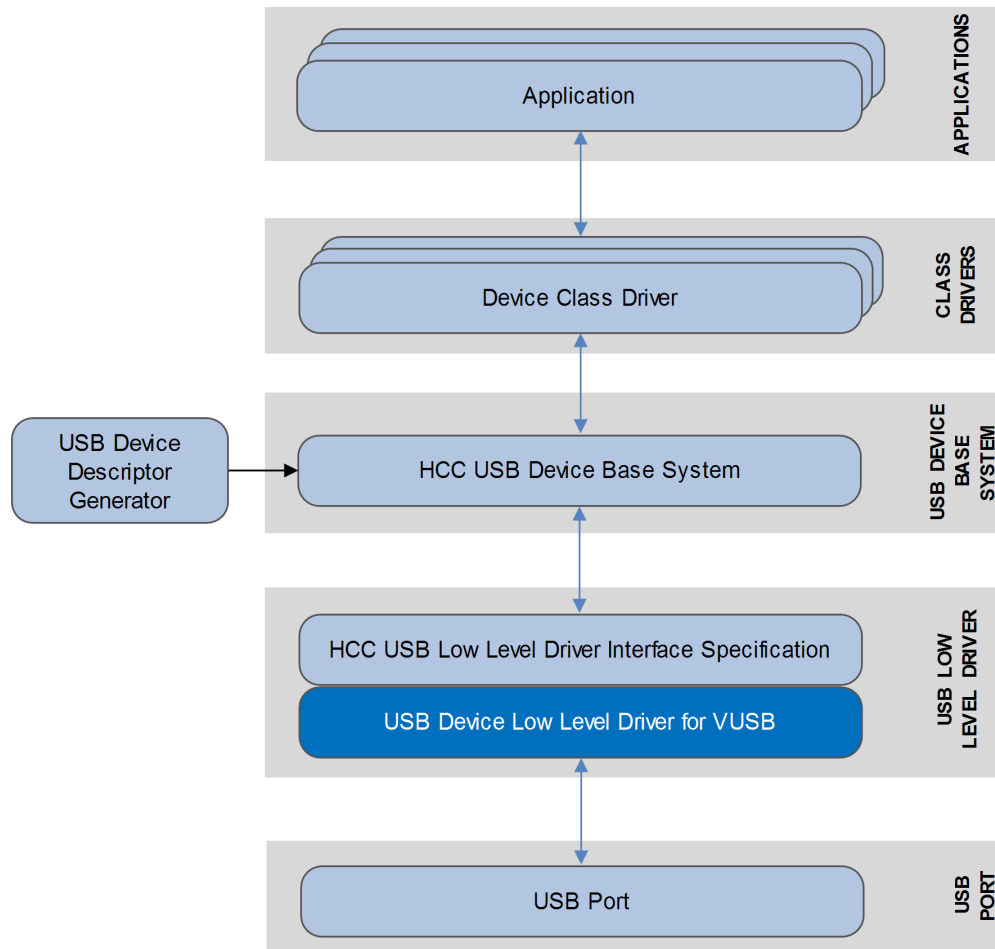 APPLICATIONS
Application
CLASS
DRIVERS
Device Class Driver
USB DEVICE
BASE
SYSTEM
USB Device
Descriptor
Generator
HCC USB Device Base System
USB LOW
LEVEL DRIVER
HCC USB Low Level Driver Interface Specification
USB Device Low Level Driver for VUSB
USB
PORT
USB Port